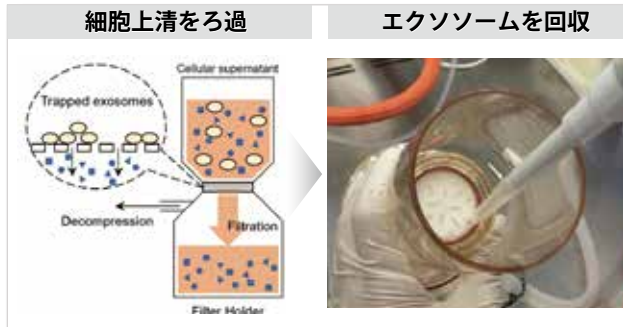 細胞上清をろ過
エクソソームを回収
Cellular supernatant
Trapped exosomes
Decompression
Filtration
Filter Holder